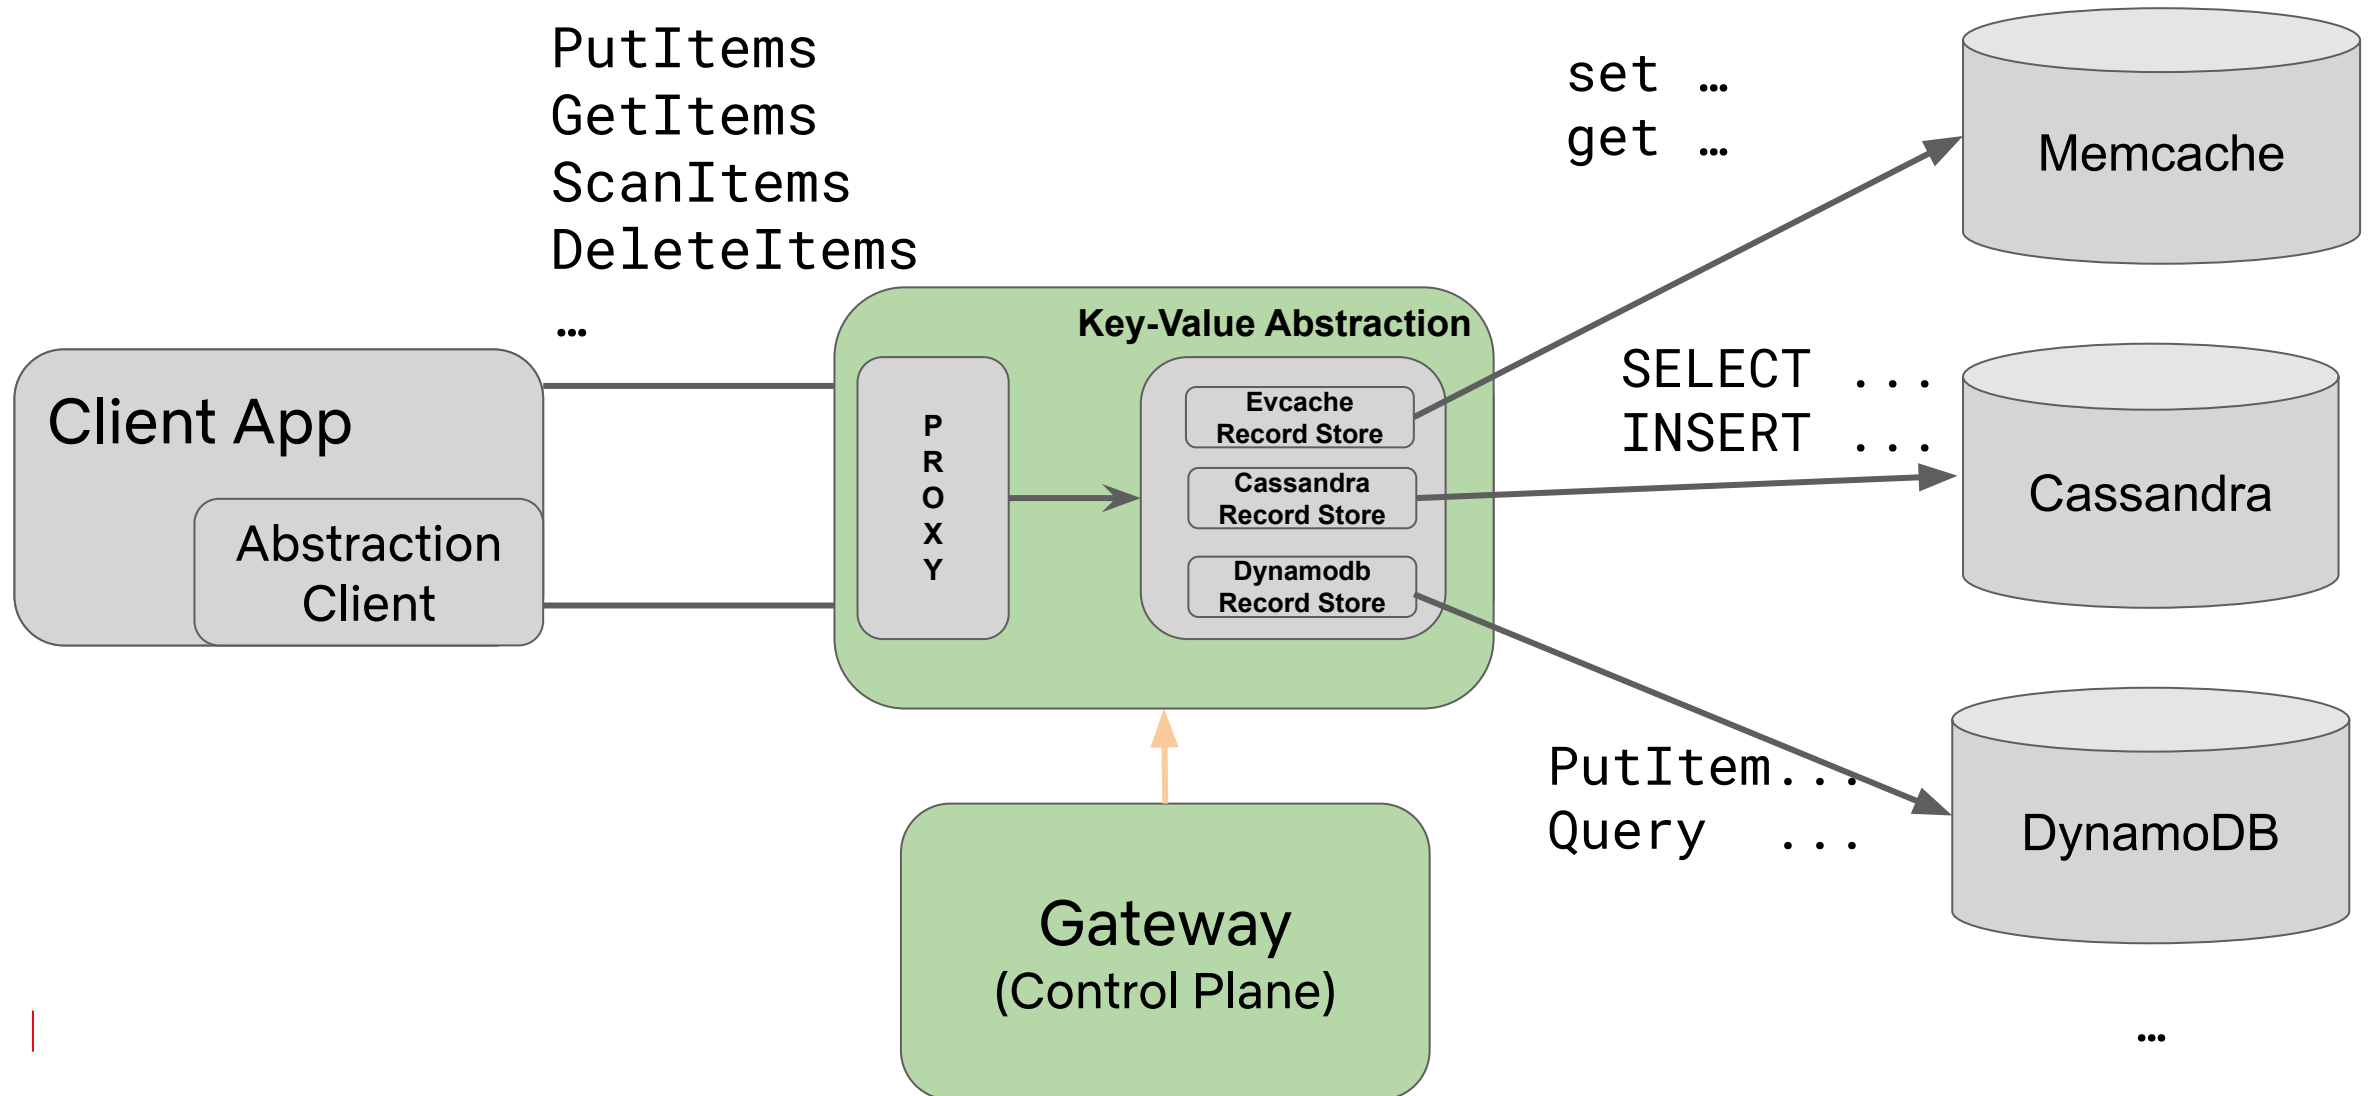 PutItems
GetItems
ScanItems
DeleteItems
…
Client App
Abstraction
Client
Key-Value Abstraction
P
R
O
X
Y
Evcache
Record Store
Cassandra
Record Store
Dynamodb
Record Store
set …
get …
Memcache
SELECT ...
INSERT ...
Cassandra
PutItem...
Query  ...
DynamoDB
Gateway
(Control Plane)
…